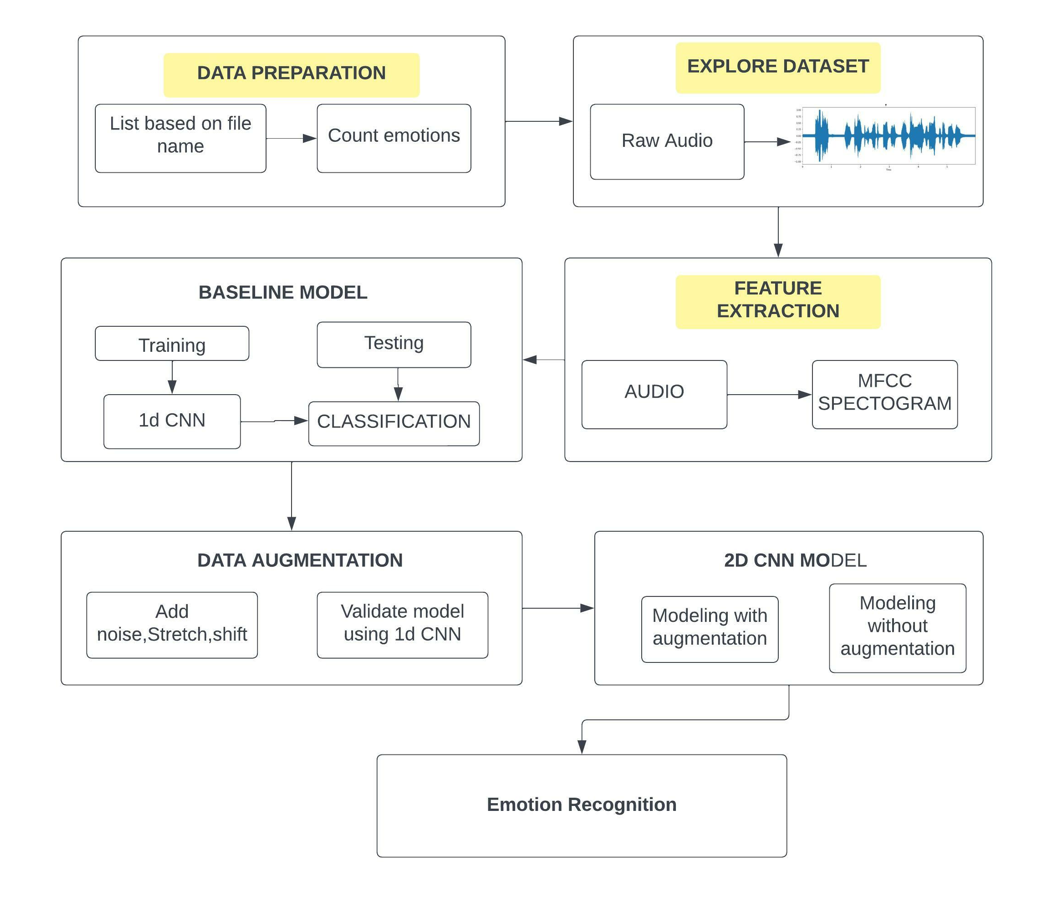 DATA PREPARATION
List based on file
name
Count emotions
EXPLORE DATASET
Raw Audio
BASELINE MODEL
Training
Testing
1d CNN
CLASSIFICATION
FEATURE
EXTRACTION
AUDIO
MFCC
SPECTOGRAM
DATA AUGMENTATION
Add
noise,Stretch,shift
Validate model
using 1d CNN
2D CNN MODEL
Modeling with
augmentation
Modeling
without
augmentation
Emotion Recognition